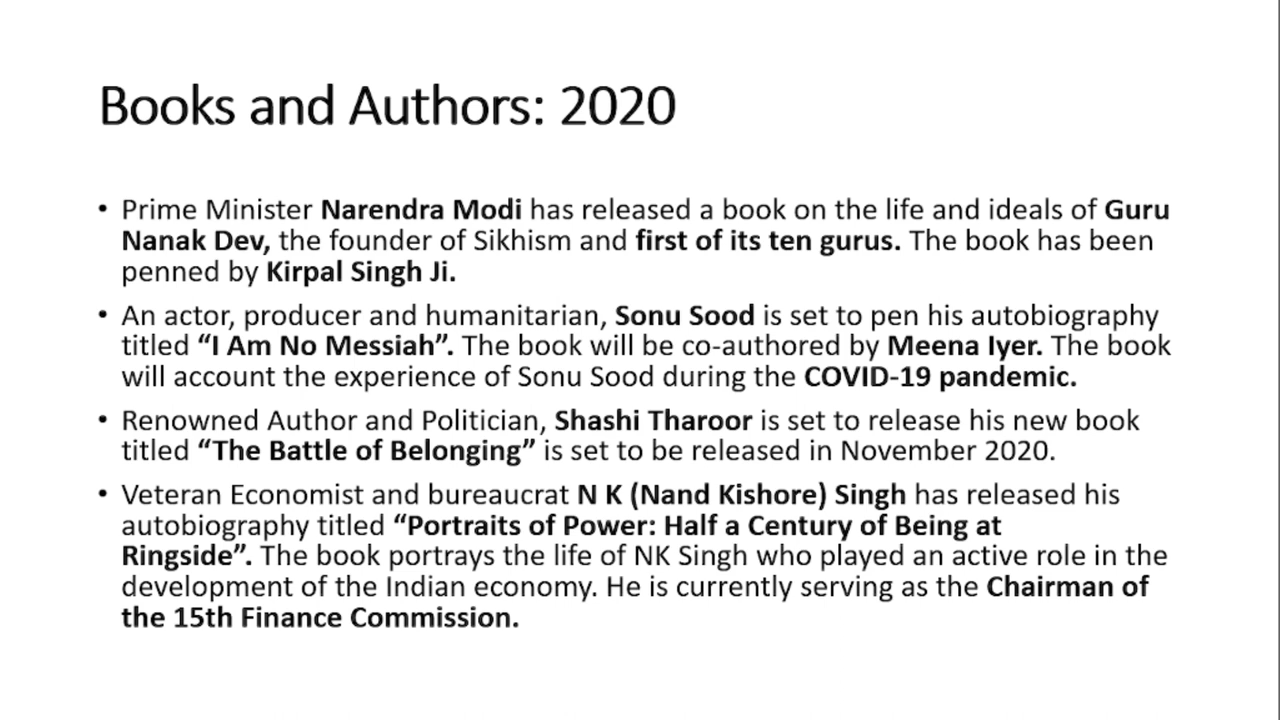 Books and Authors: 2020
• Prime Minister Narendra Modi has released a book on the life and ideals of Guru
Nanak Dev, the founder of Sikhism and first of its ten gurus. The book has been
penned by Kirpal Singh Ji.
• An actor, producer and humanitarian, Sonu Sood is set to pen his autobiography
titled “I Am No Messiah”. The book will be co-authored by Meena Iyer. The book
will account the experience of Sonu Sood during the COVID-19 pandemic.
• Renowned Author and Politician, Shashi Tharoor is set to release his new book
titled “The Battle of Belonging” is set to be released in November 2020.
• Veteran Economist and bureaucrat N K (Nand Kishore) Singh has released his
autobiography titled “Portraits of Power: Half a Century of Being at
Ringside”. The book portrays the life of NK Singh who played an active role in the
development of the Indian economy. He is currently serving as the Chairman of
the 15th Finance Commission.